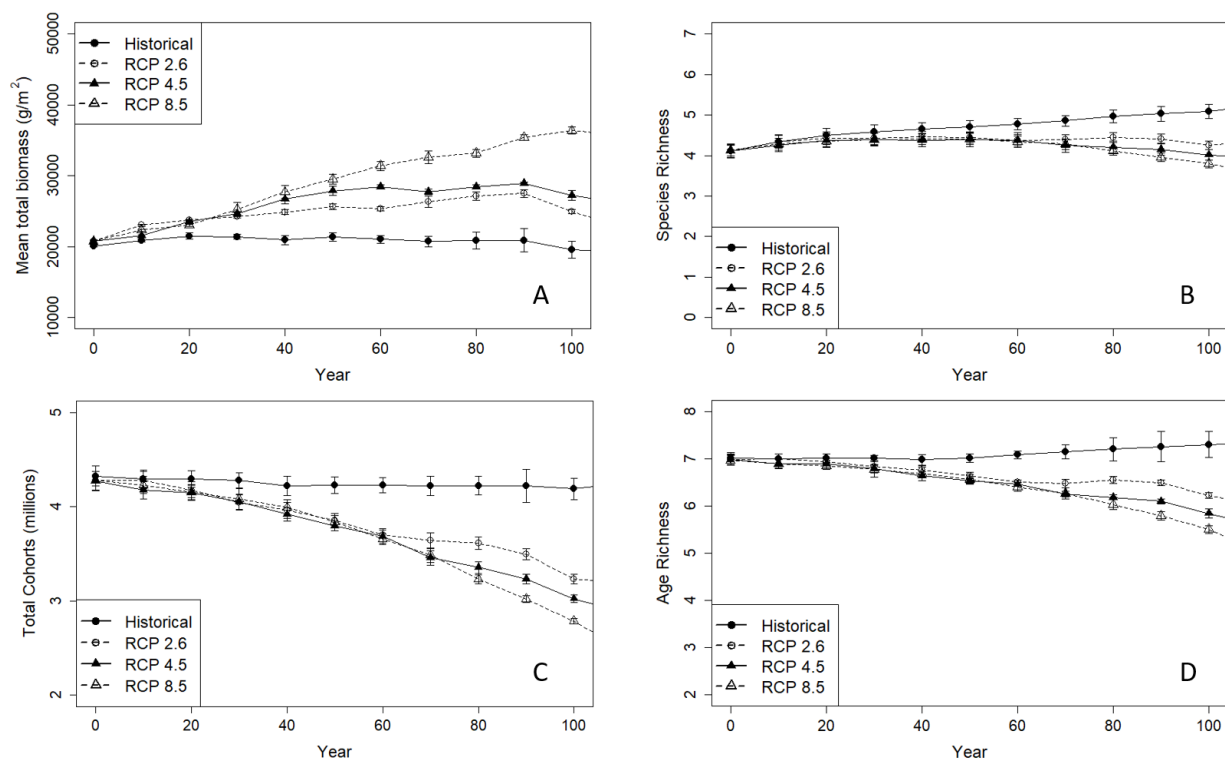 50000
40000
30000
20000
10000
Mean total biomass (g/m²)
Historical
RCP 2.6
RCP 4.5
RCP 8.5
A
0 20 40 60 80 100
Year
7
6
5
4
3
2
1
0
Species Richness
Historical
RCP 2.6
RCP 4.5
RCP 8.5
B
0 20 40 60 80 100
Year
5
4
3
2
Total Cohorts (millions)
Historical
RCP 2.6
RCP 4.5
RCP 8.5
C
0 20 40 60 80 100
Year
8
7
6
5
4
3
2
Age Richness
Historical
RCP 2.6
RCP 4.5
RCP 8.5
D
0 20 40 60 80 100
Year